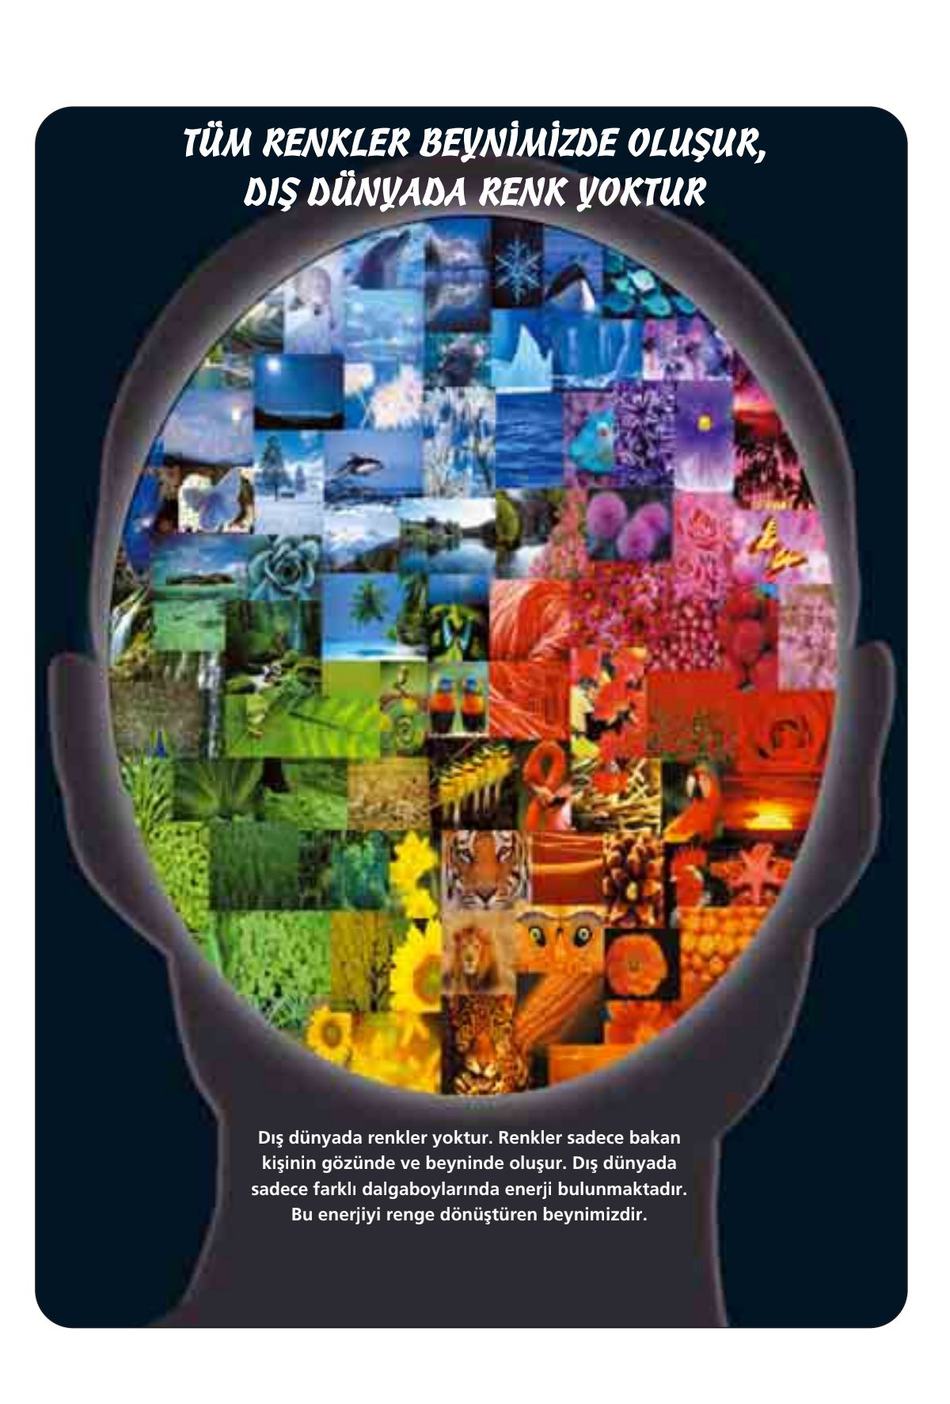 TÜM RENKLER BEYNİMİZDE OLUŞUR,
DIŞ DÜNYADA RENK YOKTUR
Dış dünyada renkler yoktur. Renkler sadece bakan
kişinin gözünde ve beyninde oluşur. Dış dünyada
sadece farklı dalgaboylarında enerji bulunmaktadır.
Bu enerjiyi renge dönüştüren beynimizdir.